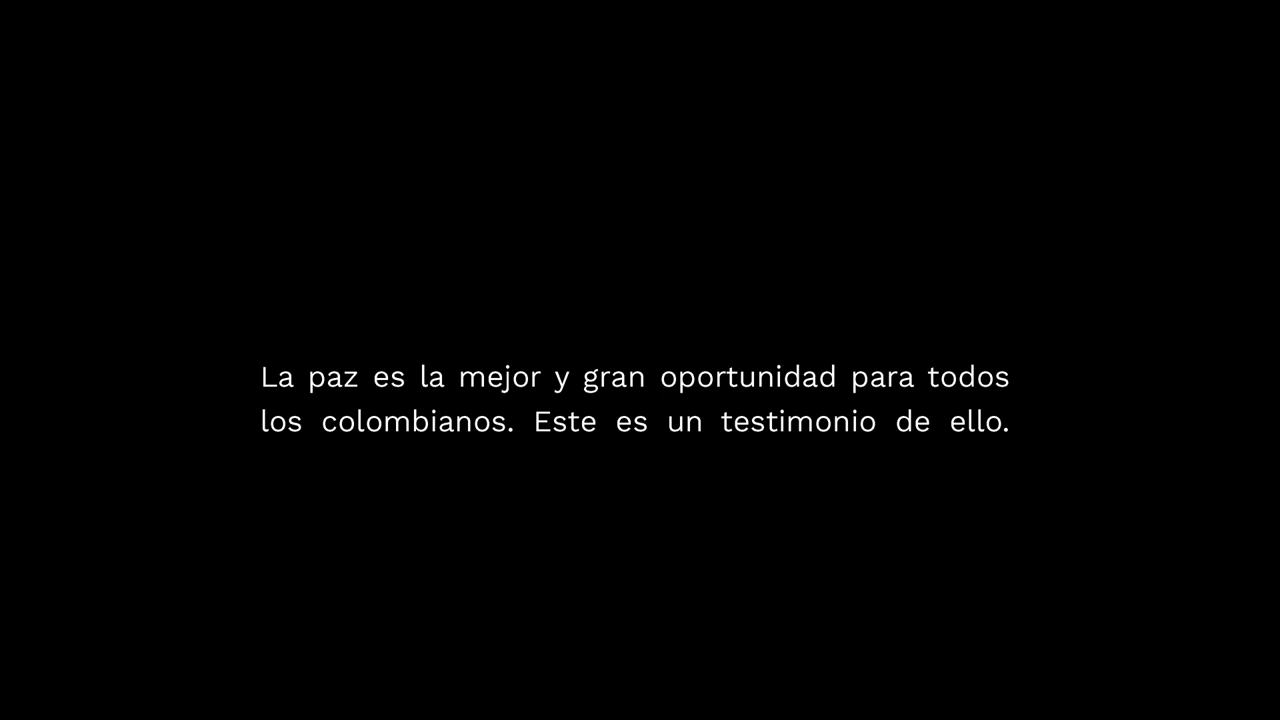 La paz es la mejor y gran oportunidad para todos
los colombianos. Este es un testimonio de ello.